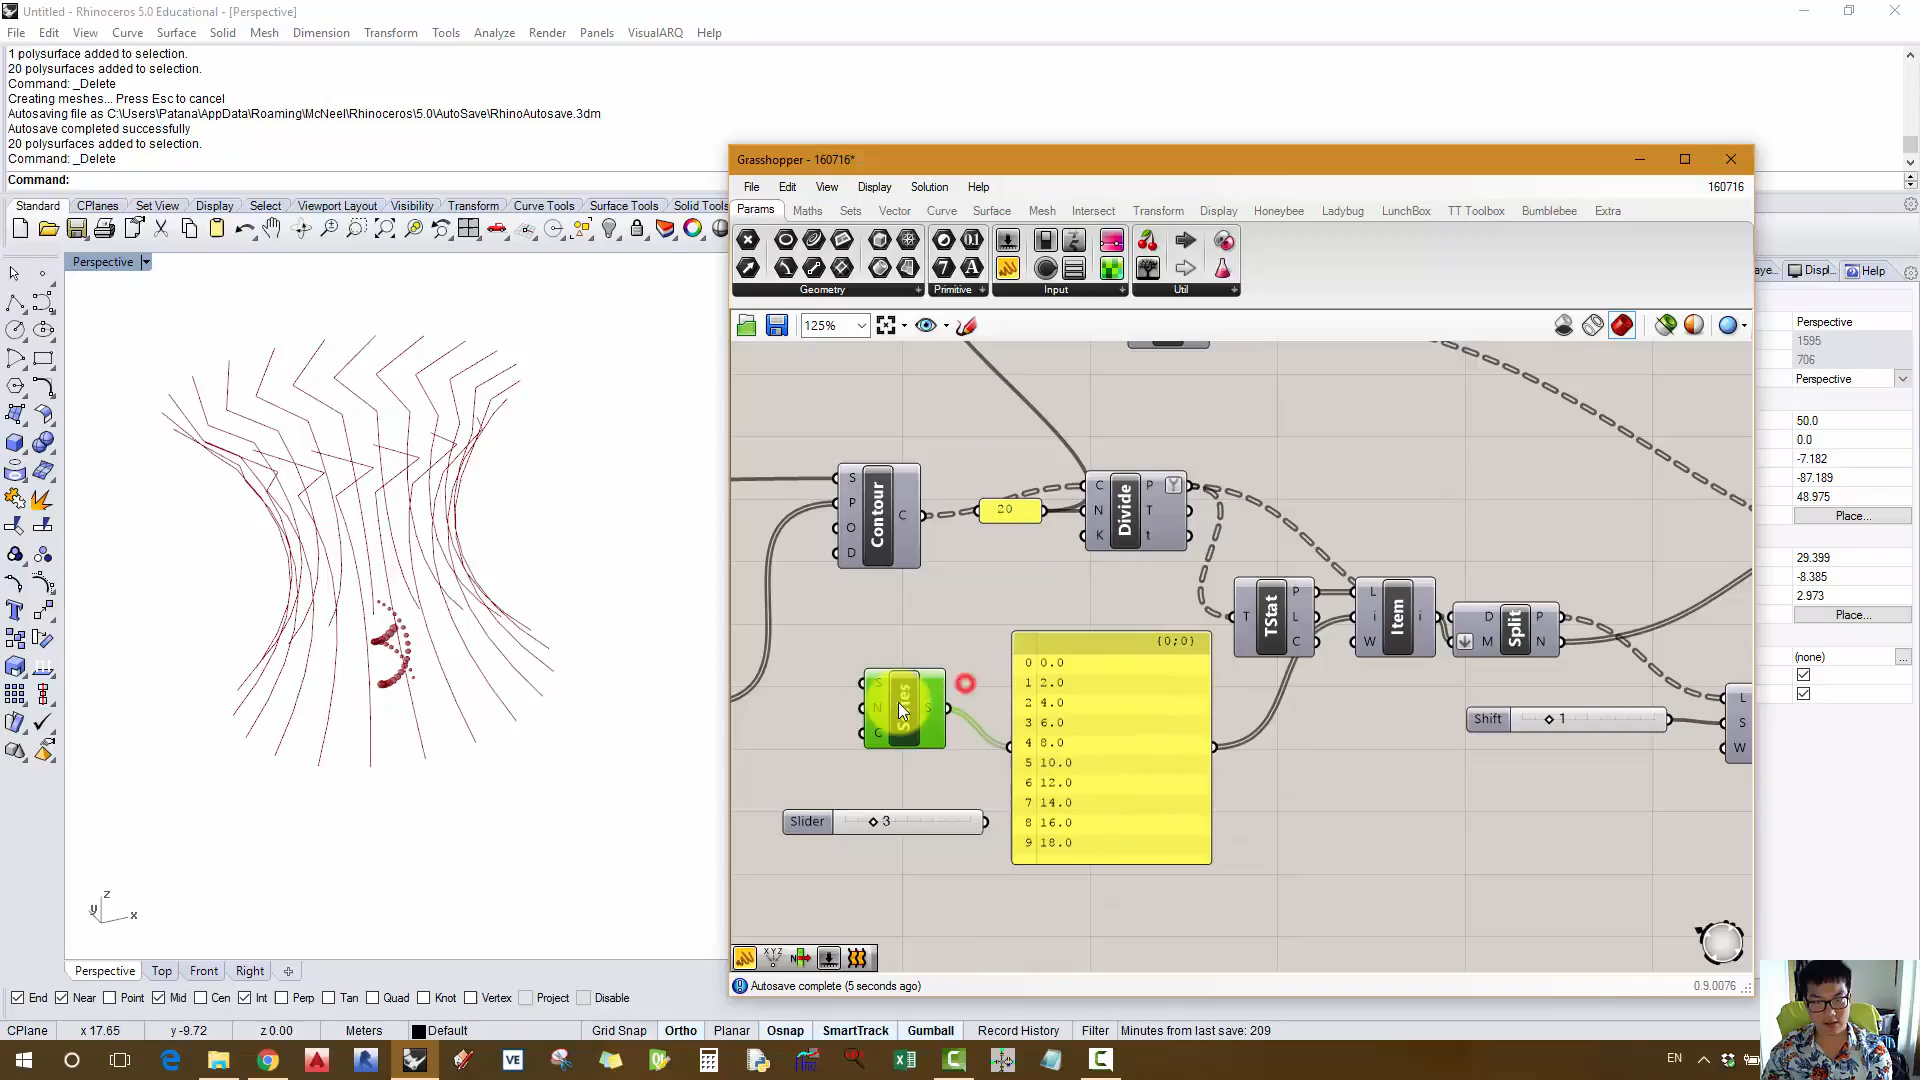 Untitled - Rhinoceros 5.0 Educational - [Perspective]
File Edit View Curve Surface Solid Mesh Dimension Transform Tools Analyze Render Panels VisualARQ Help
1 polysurface added to selection.
20 polysurfaces added to selection.
Command: _Delete
Creating meshes... Press Esc to cancel
Autosaving file as C:\Users\Patana\AppData\Roaming\McNeel\Rhinoceros\5.0\AutoSave\RhinoAutosave.3dm
Autosave completed successfully
20 polysurfaces added to selection.
Command: _Delete
Command:
Standard CPlanes Set View Display Select Viewport Layout Visibility Transform Curve Tools Surface Tools Solid Tools
Perspective
Grasshopper - 160716*
File Edit View Display Solution Help 160716
Params Maths Sets Vector Curve Surface Mesh Intersect Transform Display Honeybee Ladybug LunchBox TT Toolbox Bumblebee Extra
Geometry Primitive Input Util
125%
S P O D Contour C
20
C N K Divide P T t
T TStat P L C
L i W Item i
D M Split P N
N C S
{0;0}
0 0.0
1 2.0
2 4.0
3 6.0
4 8.0
5 10.0
6 12.0
7 14.0
8 16.0
9 18.0
Slider 3
Shift 1
L S W
Autosave complete (5 seconds ago) 0.9.0076
Displ... Help
Perspective
1595
706
Perspective
50.0
0.0
-7.182
-87.189
48.975
Place...
29.399
-8.385
2.973
Place...
(none) ...
z y x
Perspective Top Front Right
End Near Point Mid Cen Int Perp Tan Quad Knot Vertex Project Disable
CPlane x 17.65 y -9.72 z 0.00 Meters Default Grid Snap Ortho Planar Osnap SmartTrack Gumball Record History Filter Minutes from last save: 209
VE EN